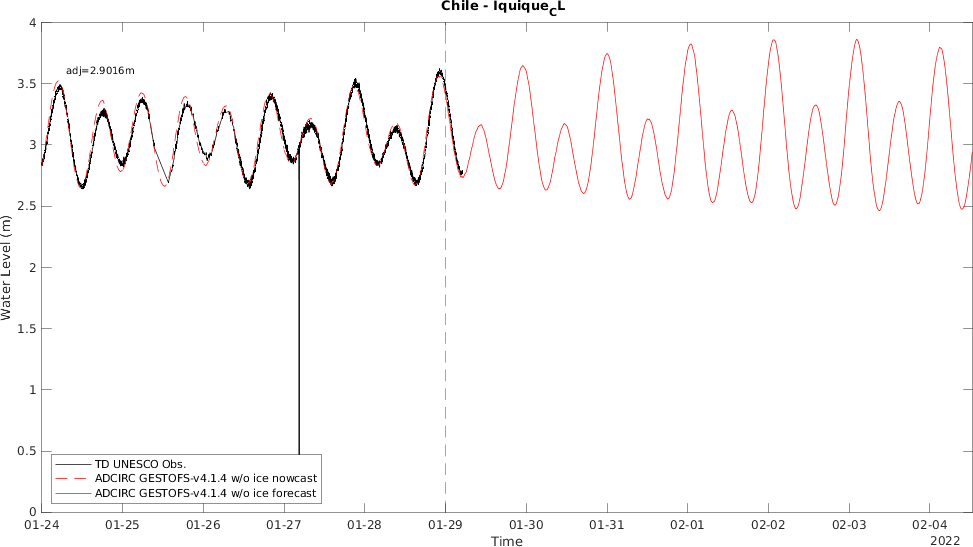 Chile - Iquique_CL
4
adj=2.9016m
3.5
3
2.5
Water Level (m)
2
1.5
1
0.5
TD UNESCO Obs.
ADCIRC GESTOFS-v4.1.4 w/o ice nowcast
ADCIRC GESTOFS-v4.1.4 w/o ice forecast
0
01-24 01-25 01-26 01-27 01-28 01-29 01-30 01-31 02-01 02-02 02-03 02-04
Time
2022